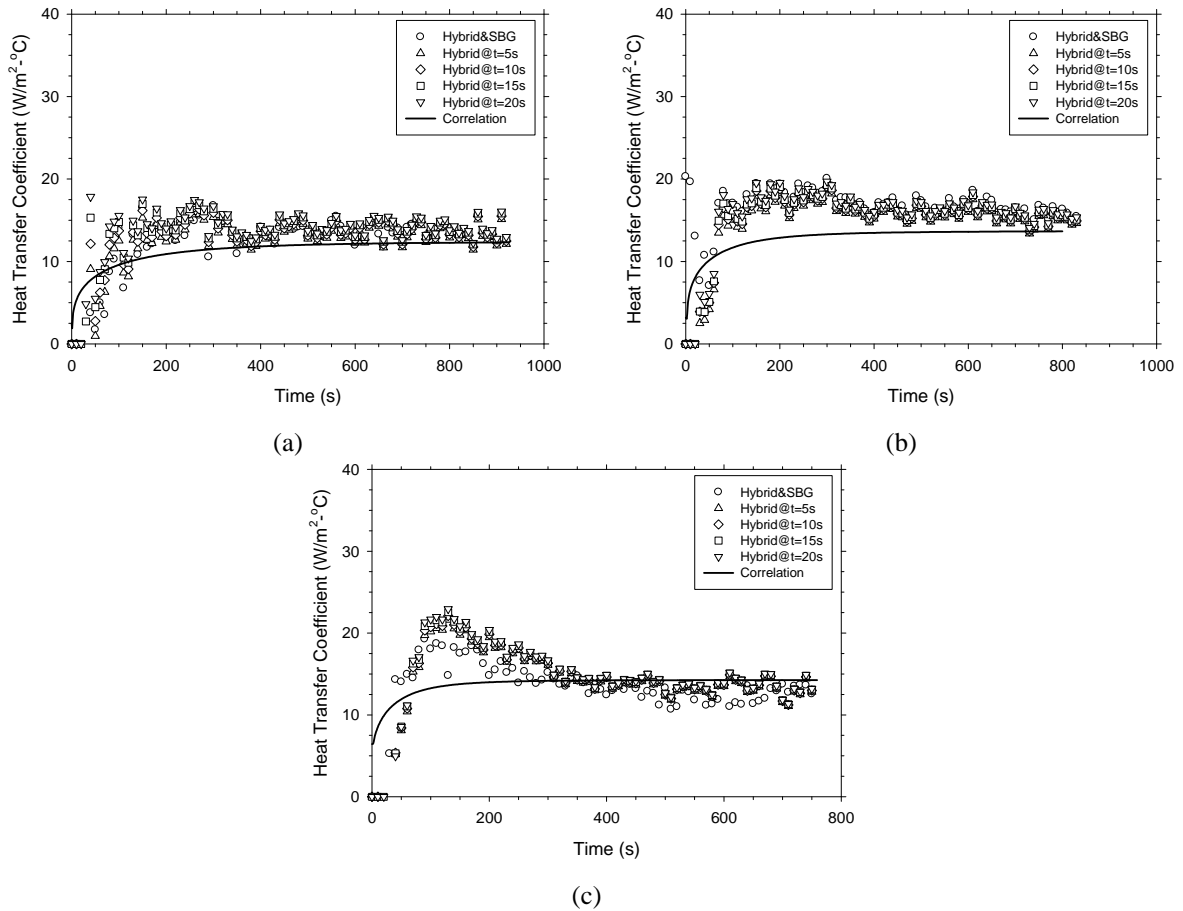 Heat Transfer Coefficient (W/m²-°C)
40
30
20
10
0
0 200 400 600 800 1000
Time (s)
Hybrid&SBG
Hybrid@t=5s
Hybrid@t=10s
Hybrid@t=15s
Hybrid@t=20s
Correlation
(a)
Heat Transfer Coefficient (W/m²-°C)
40
30
20
10
0
0 200 400 600 800 1000
Time (s)
Hybrid&SBG
Hybrid@t=5s
Hybrid@t=10s
Hybrid@t=15s
Hybrid@t=20s
Correlation
(b)
Heat Transfer Coefficient (W/m²-°C)
40
30
20
10
0
0 200 400 600 800
Time (s)
Hybrid&SBG
Hybrid@t=5s
Hybrid@t=10s
Hybrid@t=15s
Hybrid@t=20s
Correlation
(c)